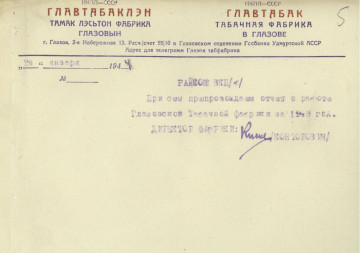 НКПП—СССР
ГЛАВТАБАКЛЭН
ТАМАК ЛЭСЬТОН ФАБРИКА
ГЛАЗОВЫН
НКПП—СССР
ГЛАВТАБАК
ТАБАЧНАЯ ФАБРИКА
В ГЛАЗОВЕ
5
г. Глазов, 2-я Набережная 13. Расч/счет в Глазовском отделении Госбанка Удмуртской АССР
Адрес для телеграмм Глазов табфабрика
января 194
№
РАЙСОЮЗ
При сем препровождаем отчет о работе
Глазовской Табачной фабрики за год.
ДИРЕКТОР ФАБРИКИ: